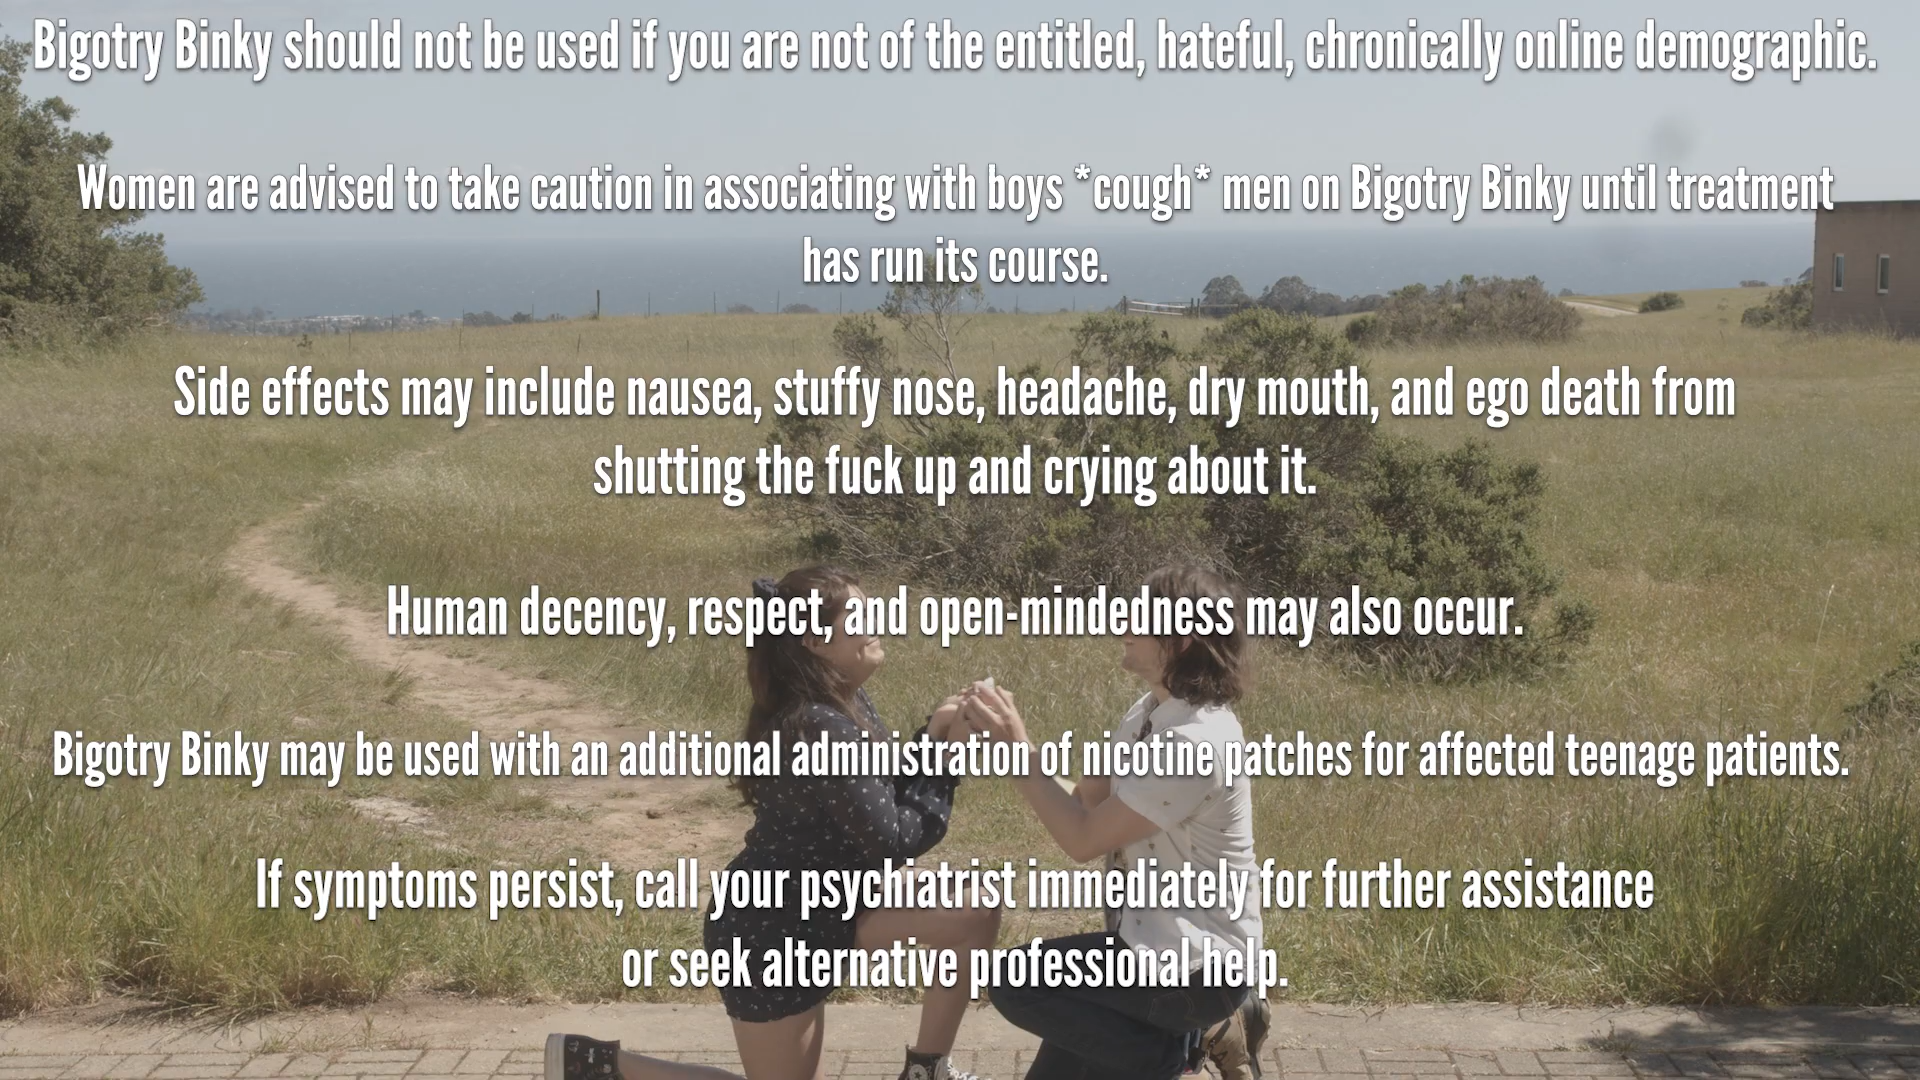 Bigotry Binky should not be used if you are not of the entitled, hateful, chronically online demographic.
Women are advised to take caution in associating with boys *cough* men on Bigotry Binky until treatment
has run its course.
Side effects may include nausea, stuffy nose, headache, dry mouth, and ego death from
shutting the fuck up and crying about it.
Human decency, respect, and open-mindedness may also occur.
Bigotry Binky may be used with an additional administration of nicotine patches for affected teenage patients.
If symptoms persist, call your psychiatrist immediately for further assistance
or seek alternative professional help.